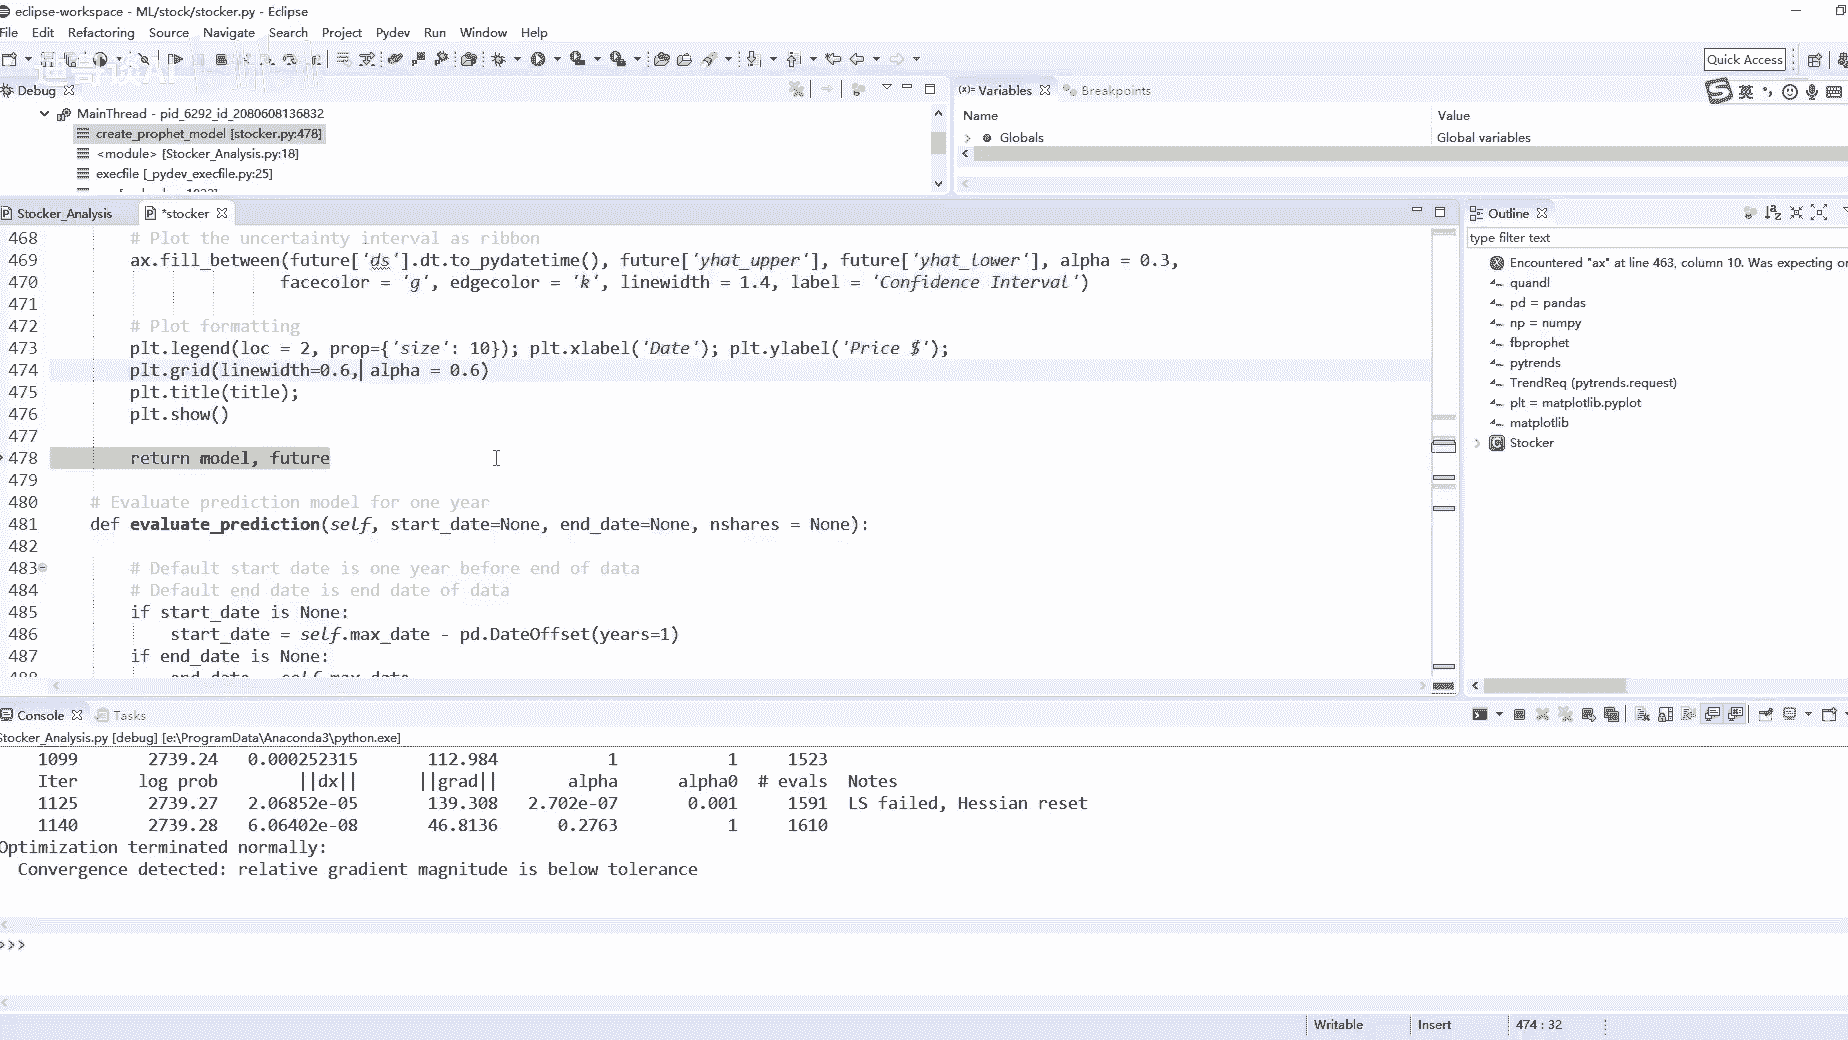 eclipse-workspace - ML/stock/stocker.py - Eclipse
File Edit Refactoring Source Navigate Search Project Pydev Run Window Help
Quick Access
Debug
Variables Breakpoints
英
MainThread - pid_6292_id_2080608136832
create_prophet_model [stocker.py:478]
<module> [Stocker_Analysis.py:18]
execfile [_pydev_execfile.py:25]
Name Value
Globals Global variables
Stocker_Analysis *stocker
468 # Plot the uncertainty interval as ribbon
469 ax.fill_between(future['ds'].dt.to_pydatetime(), future['yhat_upper'], future['yhat_lower'], alpha = 0.3,
470 facecolor = 'g', edgecolor = 'k', linewidth = 1.4, label = 'Confidence Interval')
471
472 # Plot formatting
473 plt.legend(loc = 2, prop={'size': 10}); plt.xlabel('Date'); plt.ylabel('Price $');
474 plt.grid(linewidth=0.6, alpha = 0.6)
475 plt.title(title);
476 plt.show()
477
478 return model, future
479
480 # Evaluate prediction model for one year
481 def evaluate_prediction(self, start_date=None, end_date=None, nshares = None):
482
483 # Default start date is one year before end of data
484 # Default end date is end date of data
485 if start_date is None:
486 start_date = self.max_date - pd.DateOffset(years=1)
487 if end_date is None:
488 end_date = self.max_date
Outline
type filter text
Encountered "ax" at line 463, column 10. Was expecting
quandl
pd = pandas
np = numpy
fbprophet
pytrends
TrendReq (pytrends.request)
plt = matplotlib.pyplot
matplotlib
Stocker
Console Tasks
Stocker_Analysis.py [debug] [e:\ProgramData\Anaconda3\python.exe]
1099 2739.24 0.000252315 112.984 1 1 1523
Iter log prob ||dx|| ||grad|| alpha alpha0 # evals Notes
1125 2739.27 2.06852e-05 139.308 2.702e-07 0.001 1591 LS failed, Hessian reset
1140 2739.28 6.06402e-08 46.8136 0.2763 1 1610
Optimization terminated normally:
Convergence detected: relative gradient magnitude is below tolerance
>>>
Writable Insert 474 : 32